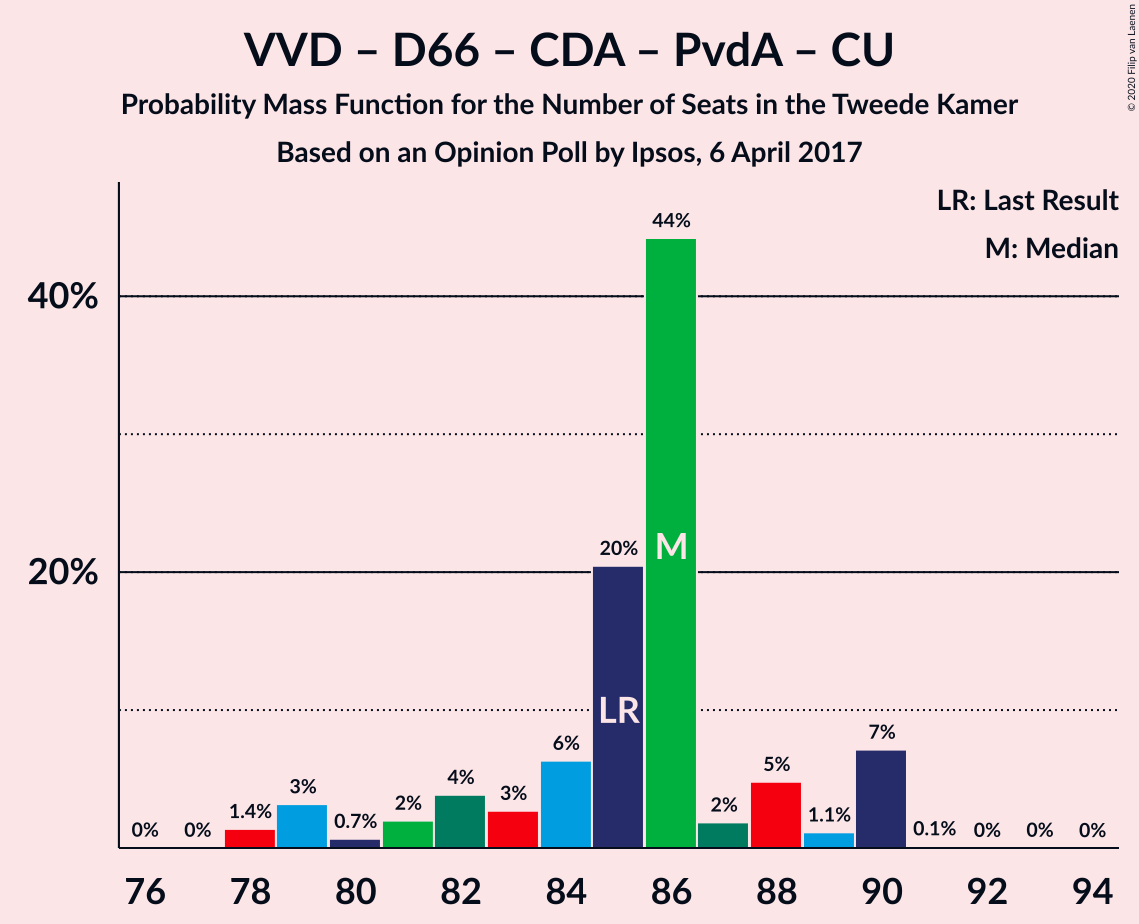 VVD – D66 – CDA – PvdA – CU
Probability Mass Function for the Number of Seats in the Tweede Kamer
Based on an Opinion Poll by Ipsos, 6 April 2017
© 2020 Filip van Laenen
LR: Last Result
M: Median
40%
20%
0% 0% 1.4% 3% 0.7% 2% 4% 3% 6% 20% 44% 2% 5% 1.1% 7% 0.1% 0% 0% 0%
LR
M
76 78 80 82 84 86 88 90 92 94